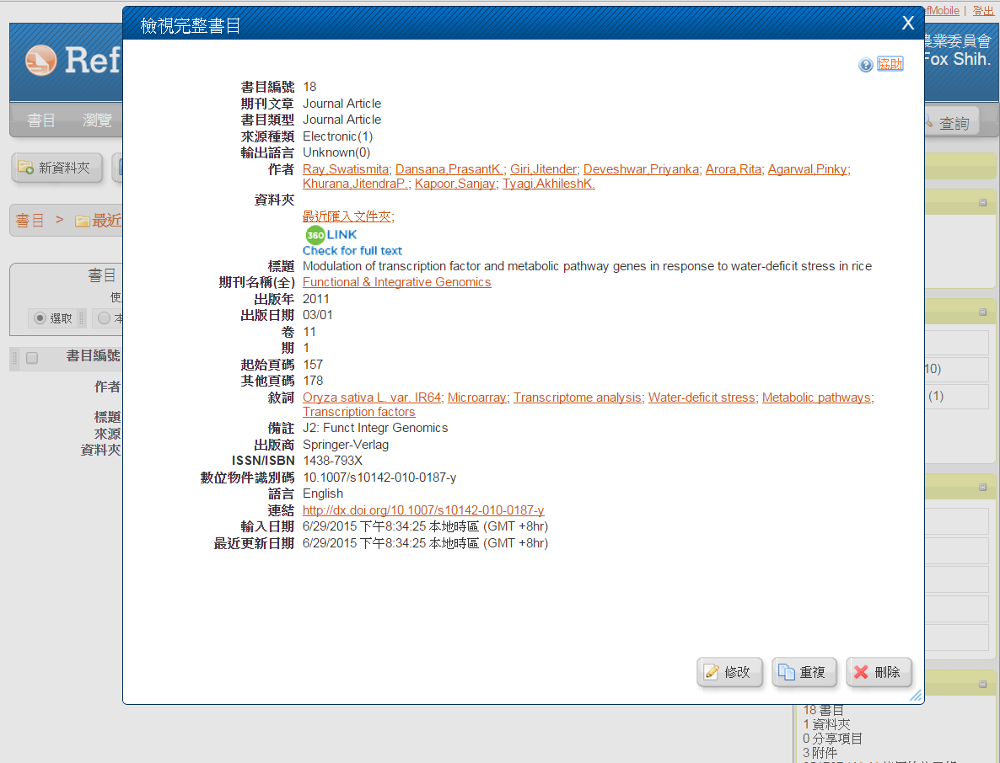 檢視完整書目 X
efMobile | 登出
農業委員會
Fox Shih.
Ref
書目 瀏覽
查詢
新資料夾
書目 > 最近
書目
選取
書目編號
作者
標題
來源
資料夾
協助
書目編號 18
期刊文章 Journal Article
書目類型 Journal Article
來源種類 Electronic(1)
輸出語言 Unknown(0)
作者 Ray,Swatismita; Dansana,PrasantK.; Giri,Jitender; Deveshwar,Priyanka; Arora,Rita; Agarwal,Pinky;
Khurana,JitendraP.; Kapoor,Sanjay; Tyagi,AkhileshK.
資料夾
最近匯入文件夾;
360 LINK
Check for full text
標題 Modulation of transcription factor and metabolic pathway genes in response to water-deficit stress in rice
期刊名稱(全) Functional & Integrative Genomics
出版年 2011
出版日期 03/01
卷 11
期 1
起始頁碼 157
其他頁碼 178
敘詞 Oryza sativa L. var. IR64; Microarray; Transcriptome analysis; Water-deficit stress; Metabolic pathways;
Transcription factors
備註 J2: Funct Integr Genomics
出版商 Springer-Verlag
ISSN/ISBN 1438-793X
數位物件識別碼 10.1007/s10142-010-0187-y
語言 English
連結 http://dx.doi.org/10.1007/s10142-010-0187-y
輸入日期 6/29/2015 下午8:34:25 本地時區 (GMT +8hr)
最近更新日期 6/29/2015 下午8:34:25 本地時區 (GMT +8hr)
修改 重複 刪除
10)
(1)
18 書目
1 資料夾
0 分享項目
3 附件